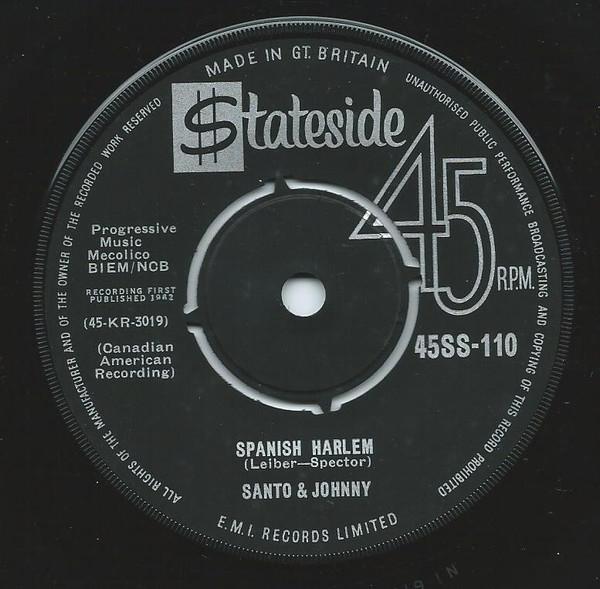 MADE IN GT. BRITAIN
$tateside
45
R.P.M.
Progressive
Music
Mecolico
BIEM/NCB
RECORDING FIRST
PUBLISHED 1962
(45-KR-3019)
(Canadian
American
Recording)
45SS-110
SPANISH HARLEM
(Leiber—Spector)
SANTO & JOHNNY
E.M.I. RECORDS LIMITED
ALL RIGHTS OF THE MANUFACTURER AND OF THE OWNER OF THE RECORDED WORK RESERVED
UNAUTHORISED PUBLIC PERFORMANCE BROADCASTING AND COPYING OF THIS RECORD PROHIBITED